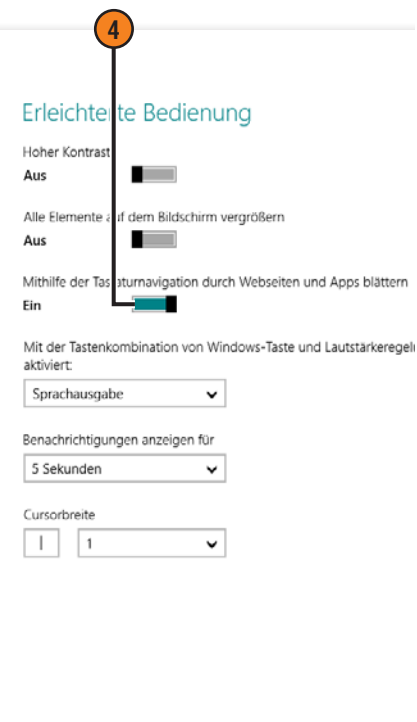 4
Erleichterte Bedienung
Hoher Kontrast
Aus
Alle Elemente auf dem Bildschirm vergrößern
Aus
Mithilfe der Tastaturnavigation durch Webseiten und Apps blättern
Ein
Mit der Tastenkombination von Windows-Taste und
aktiviert:
Sprachausgabe
Benachrichtigungen anzeigen für
5 Sekunden
Cursorbreite
1